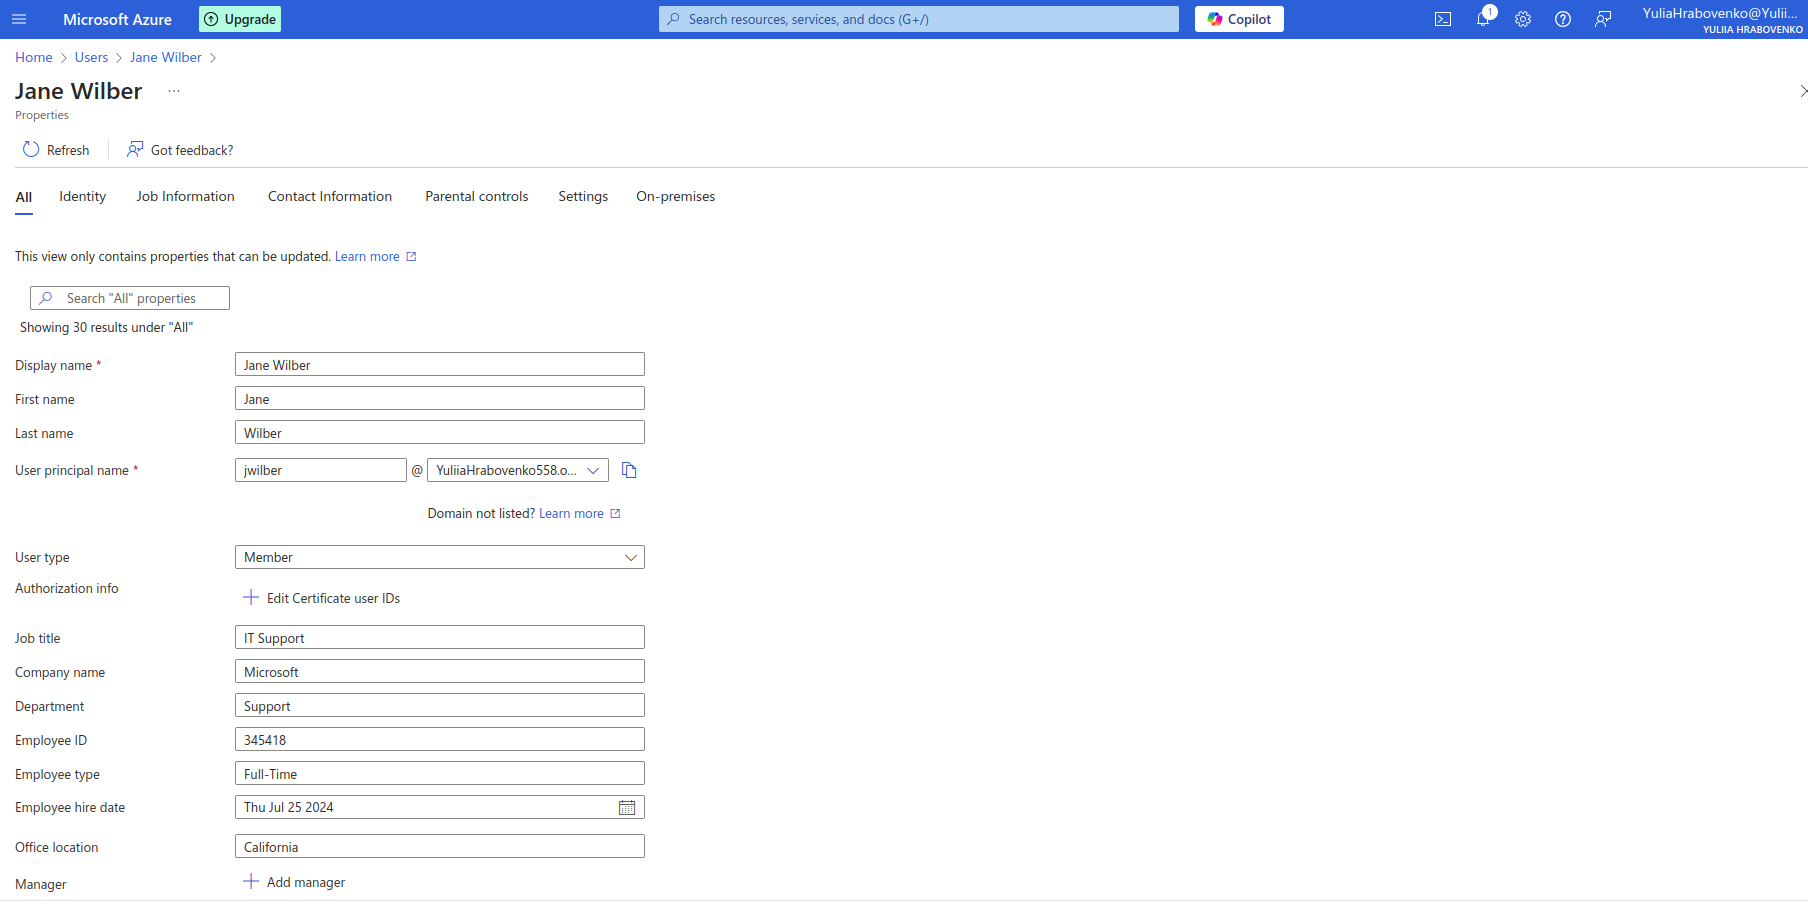 Microsoft Azure
Upgrade
Search resources, services, and docs (G+/)
Copilot
1
YuliaHrabovenko@Yulii...
YULIIA HRABOVENKO
Home > Users > Jane Wilber >
Jane Wilber ...
Properties
Refresh
Got feedback?
All Identity Job Information Contact Information Parental controls Settings On-premises
This view only contains properties that can be updated. Learn more
Search "All" properties
Showing 30 results under "All"
Display name * Jane Wilber
First name Jane
Last name Wilber
User principal name * jwilber @ YuliiaHrabovenko558.o...
Domain not listed? Learn more
User type Member
Authorization info
Edit Certificate user IDs
Job title IT Support
Company name Microsoft
Department Support
Employee ID 345418
Employee type Full-Time
Employee hire date Thu Jul 25 2024
Office location California
Manager Add manager